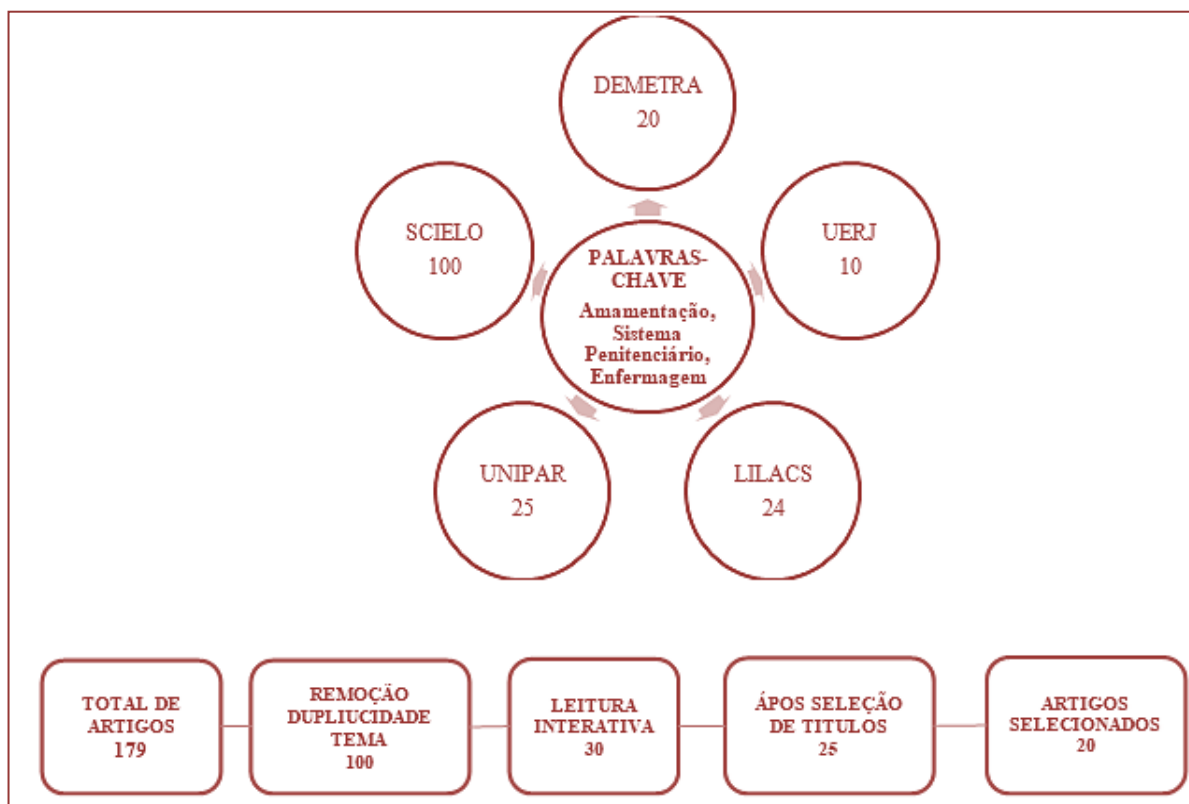 DEMETRA
20
SCIELO
100
UERJ
10
PALAVRAS-
CHAVE
Amamentação,
Sistema
Penitenciário,
Enfermagem
UNIPAR
25
LILACS
24
TOTAL DE
ARTIGOS
179
REMOÇÃO
DUPLIUCIDADE
TEMA
100
LEITURA
INTERATIVA
30
ÁPOS SELEÇÃO
DE TITULOS
25
ARTIGOS
SELECIONADOS
20